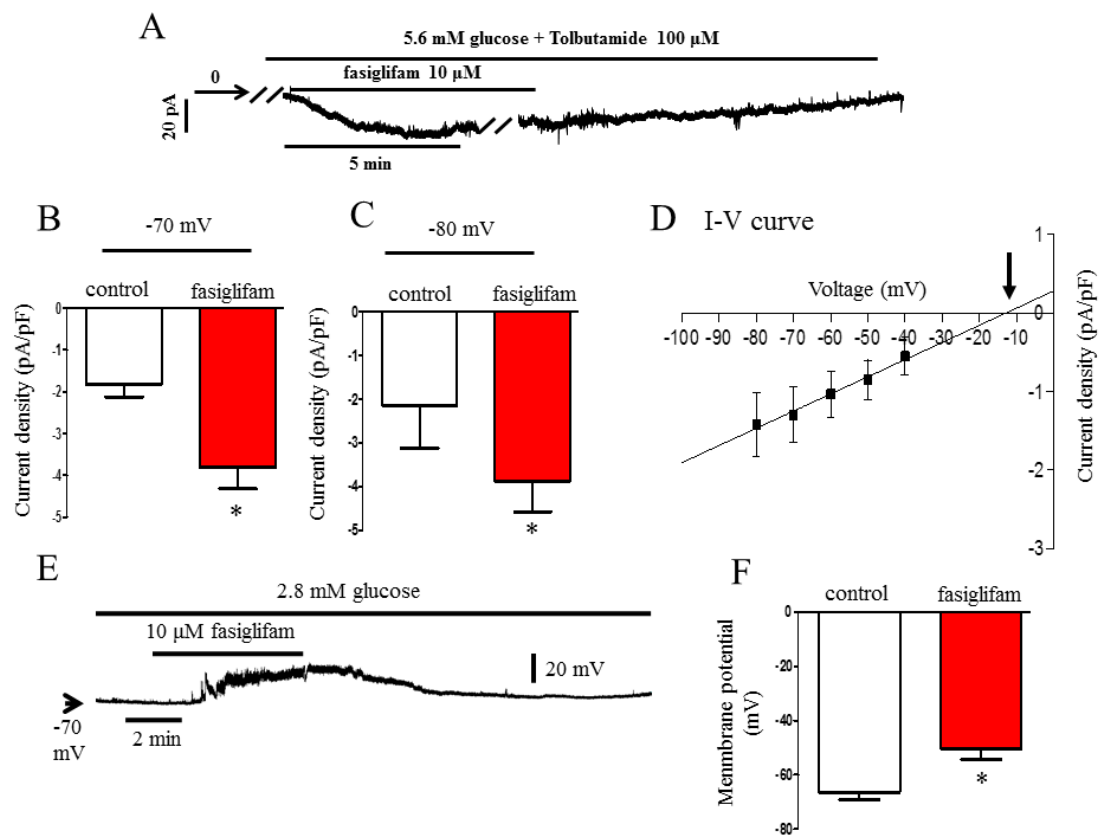 A
5.6 mM glucose + Tolbutamide 100 μM
0
fasiglifam 10 μM
20 pA
5 min
B
-70 mV
control fasiglifam
Current density (pA/pF)
0
-1
-2
-3
-4
-5
*
C
-80 mV
control fasiglifam
Current density (pA/pF)
0
-1
-2
-3
-4
-5
*
D I-V curve
Voltage (mV)
-100 -90 -80 -70 -60 -50 -40 -30 -20 -10 0
1
0
-1
-2
-3
Current density (pA/pF)
E
2.8 mM glucose
10 μM fasiglifam
20 mV
-70
mV
2 min
F
control fasiglifam
Menmbrane potential
(mV)
0
-20
-40
-60
-80
*